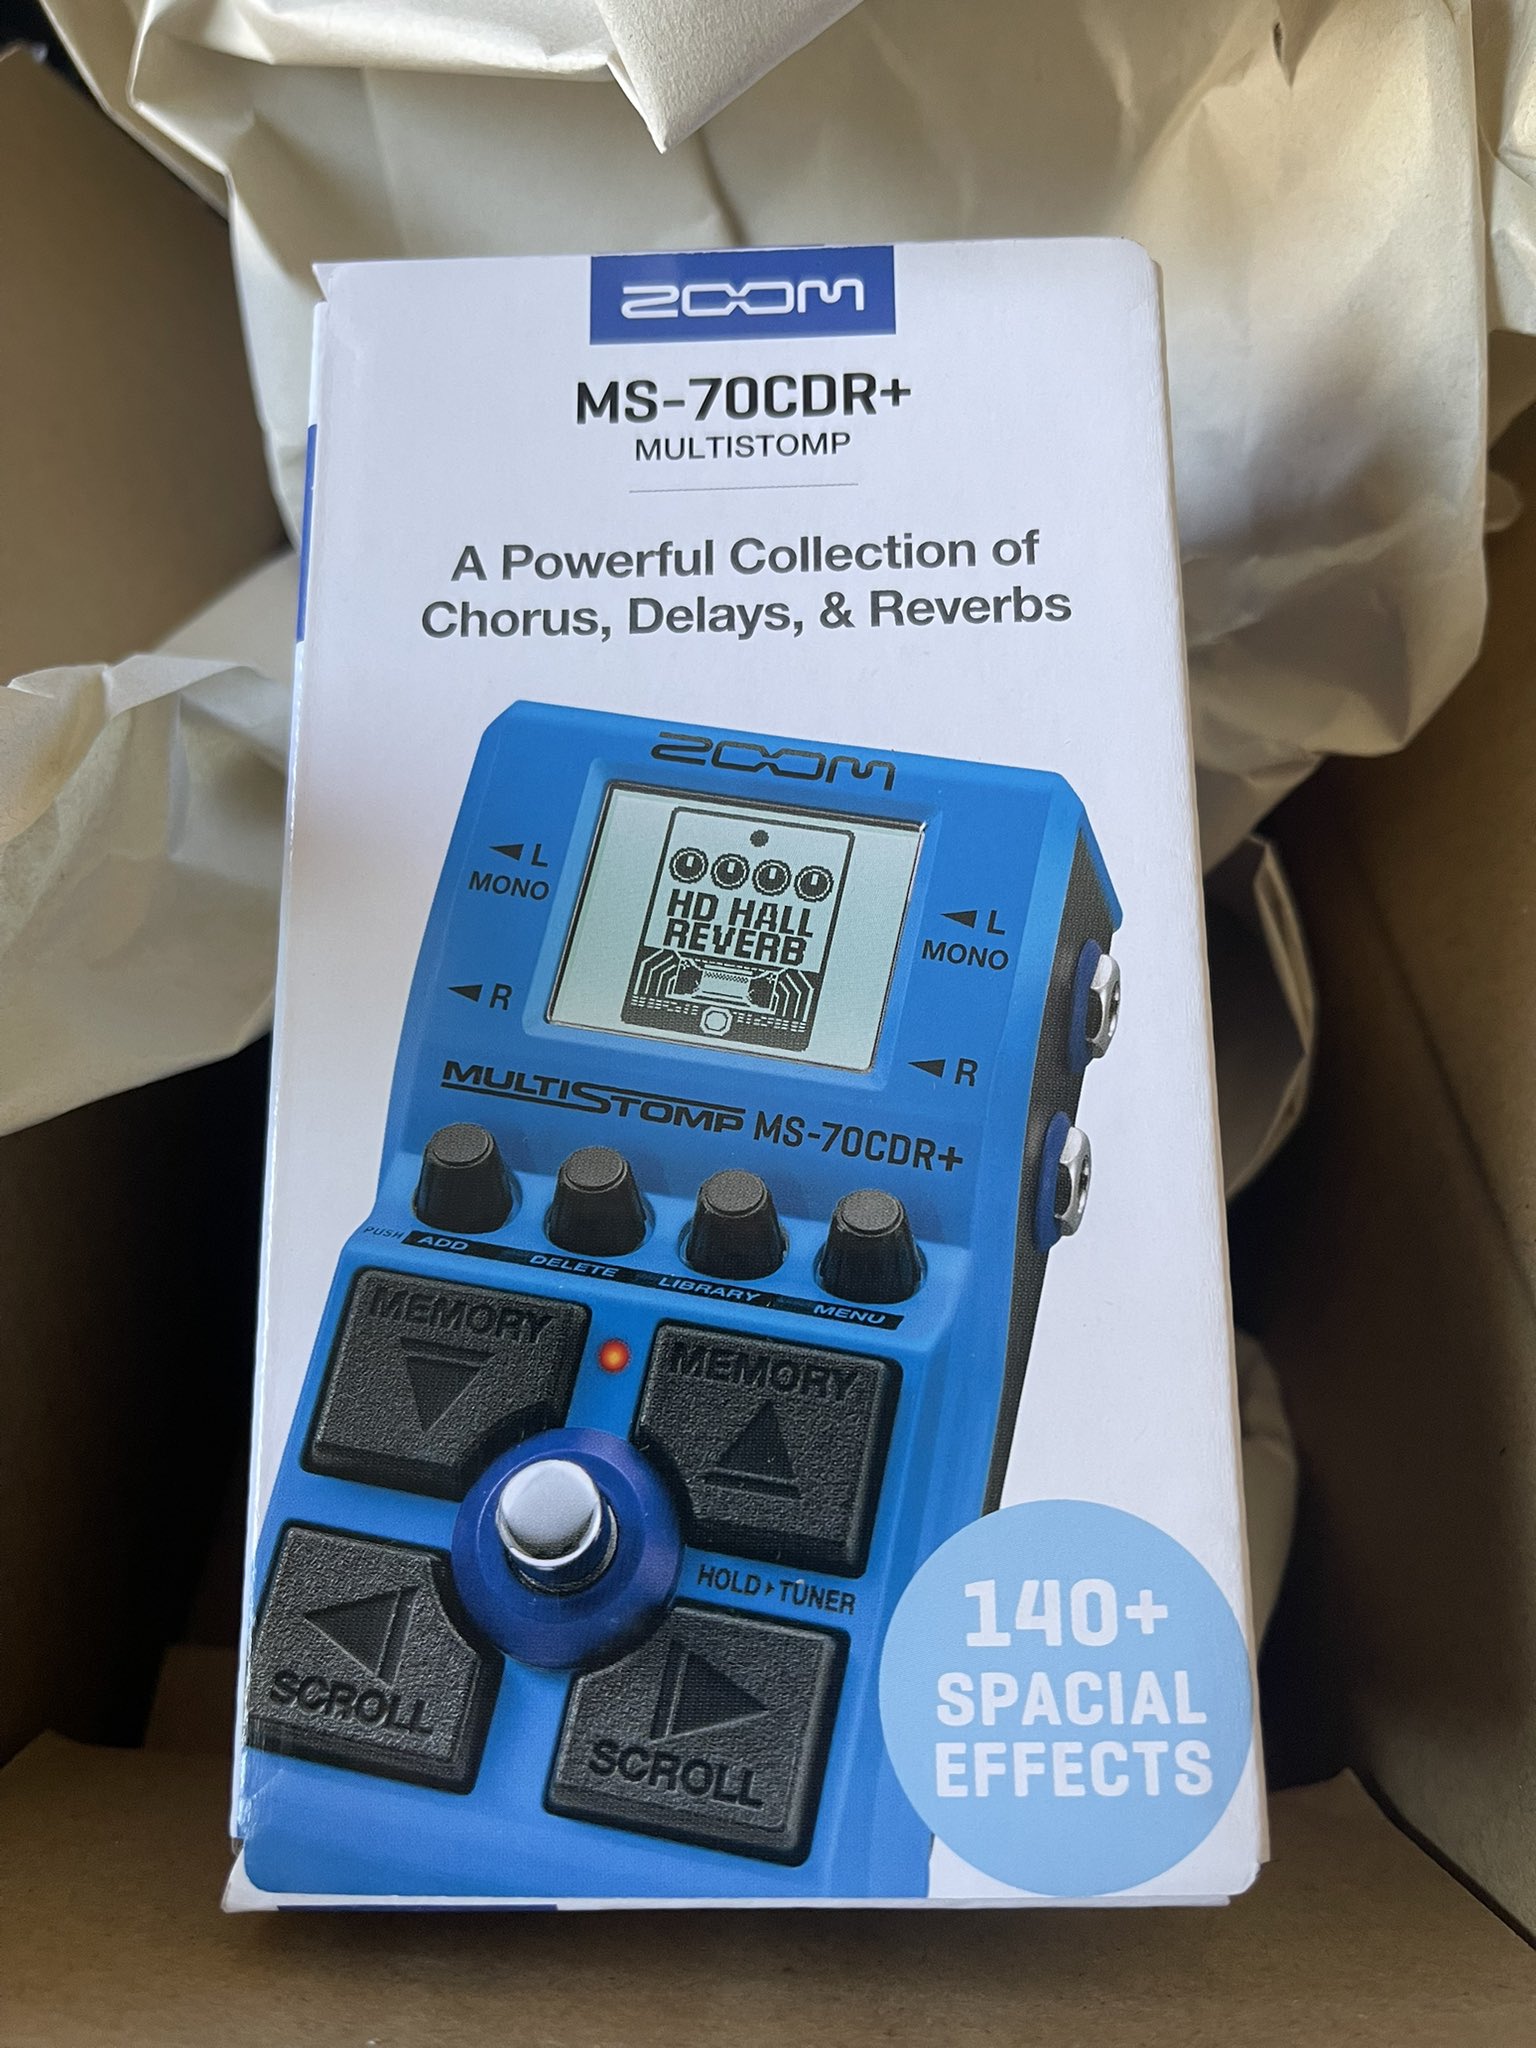 ZOOM
MS-70CDR+
MULTISTOMP
A Powerful Collection of
Chorus, Delays, & Reverbs
ZOOM
L
MONO
R
HD HALL
REVERB
L
MONO
R
MULTISTOMP MS-70CDR+
PUSH ADD DELETE LIBRARY MENU
MEMORY
MEMORY
HOLD TUNER
SCROLL
SCROLL
140+
SPACIAL
EFFECTS